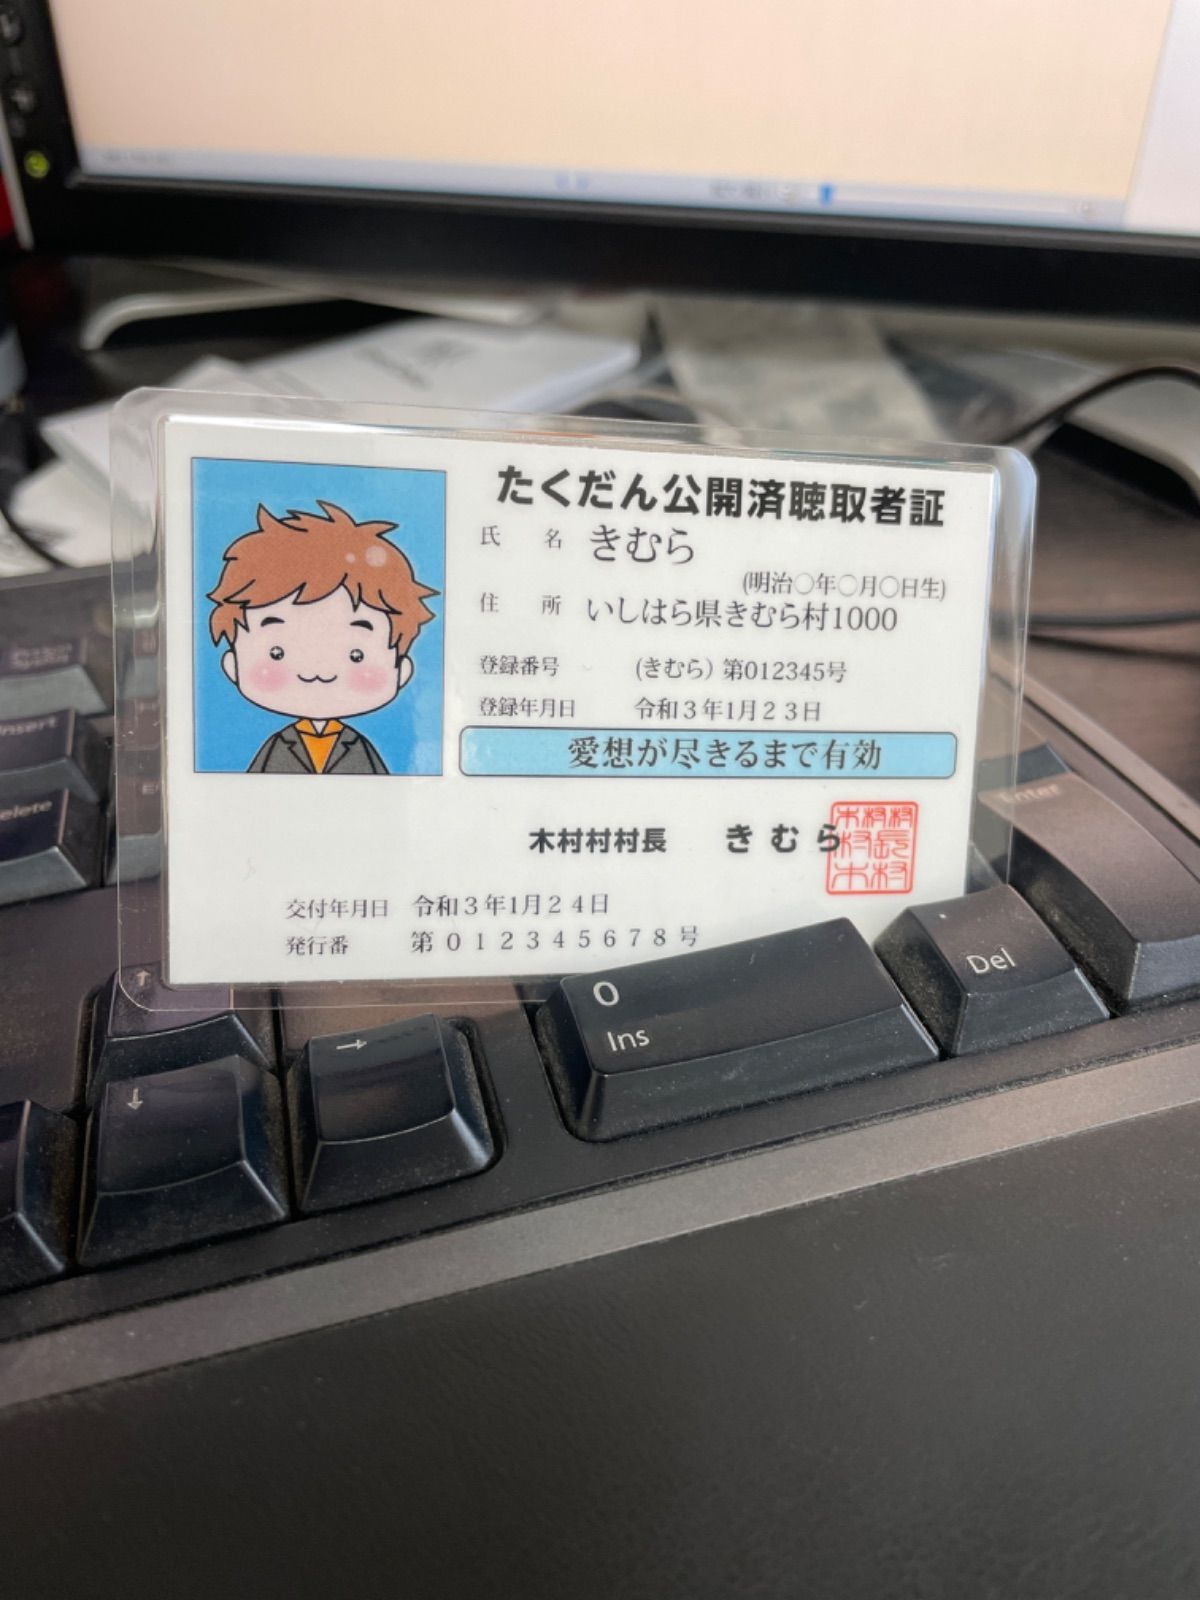 たくだん公開済聴取者証
氏 名 きむら
(明治○年○月○日生)
住 所 いしはら県きむら村1000
登録番号 (きむら) 第012345号
登録年月日 令和3年1月23日
愛想が尽きるまで有効
木村村村長 きむら
交付年月日 令和3年1月24日
発行番 第012345678号
Insert
Delete
Enter
↑
↓
→
0
Ins
Del